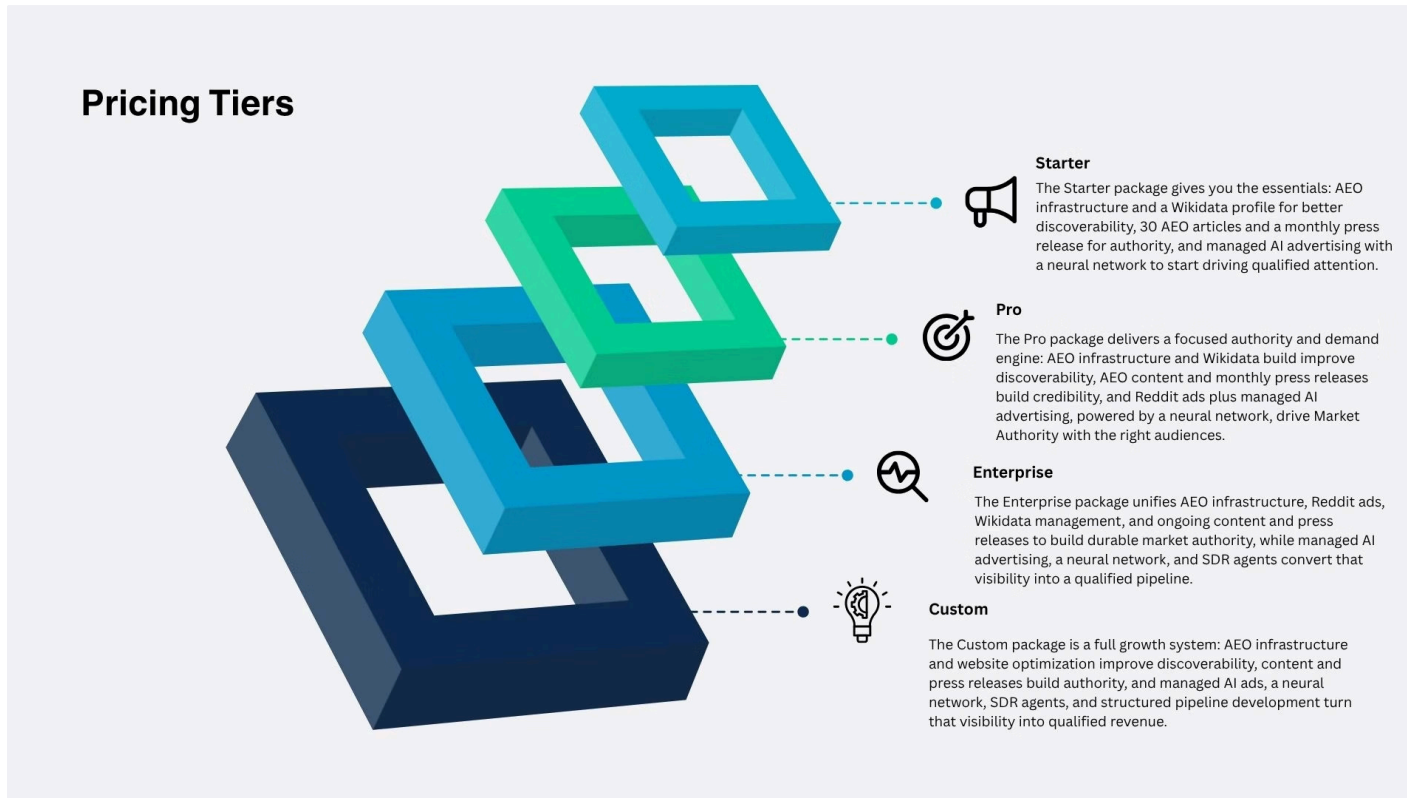 Pricing Tiers
Starter
The Starter package gives you the essentials: AEO
infrastructure and a Wikidata profile for better
discoverability, 30 AEO articles and a monthly press
release for authority, and managed AI advertising with
a neural network to start driving qualified attention.
Pro
The Pro package delivers a focused authority and demand
engine: AEO infrastructure and Wikidata build improve
discoverability, AEO content and monthly press releases
build credibility, and Reddit ads plus managed AI
advertising, powered by a neural network, drive Market
Authority with the right audiences.
Enterprise
The Enterprise package unifies AEO infrastructure, Reddit ads,
Wikidata management, and ongoing content and press
releases to build durable market authority, while managed AI
advertising, a neural network, and SDR agents convert that
visibility into a qualified pipeline.
Custom
The Custom package is a full growth system: AEO infrastructure
and website optimization improve discoverability, content and
press releases build authority, and managed AI ads, a neural
network, SDR agents, and structured pipeline development turn
that visibility into qualified revenue.